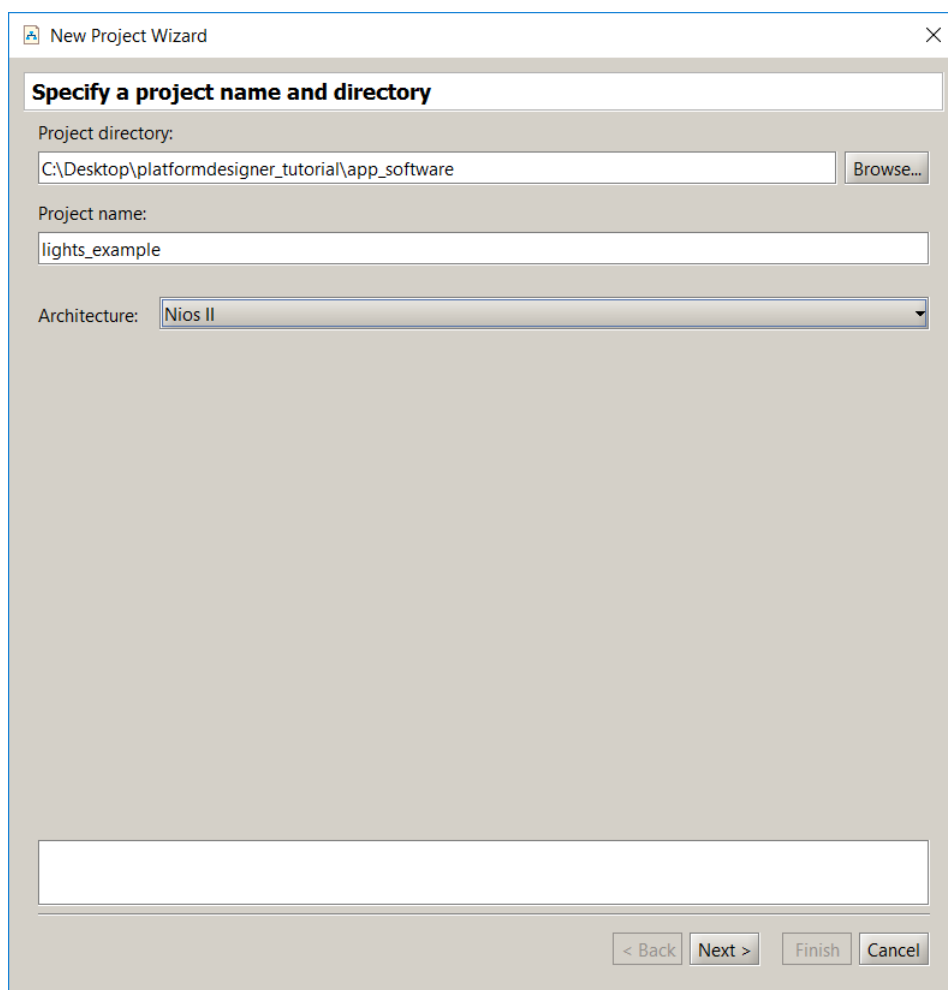 New Project Wizard
Specify a project name and directory
Project directory:
C:\Desktop\platformdesigner_tutorial\app_software
Browse...
Project name:
lights_example
Architecture: Nios II
< Back Next > Finish Cancel